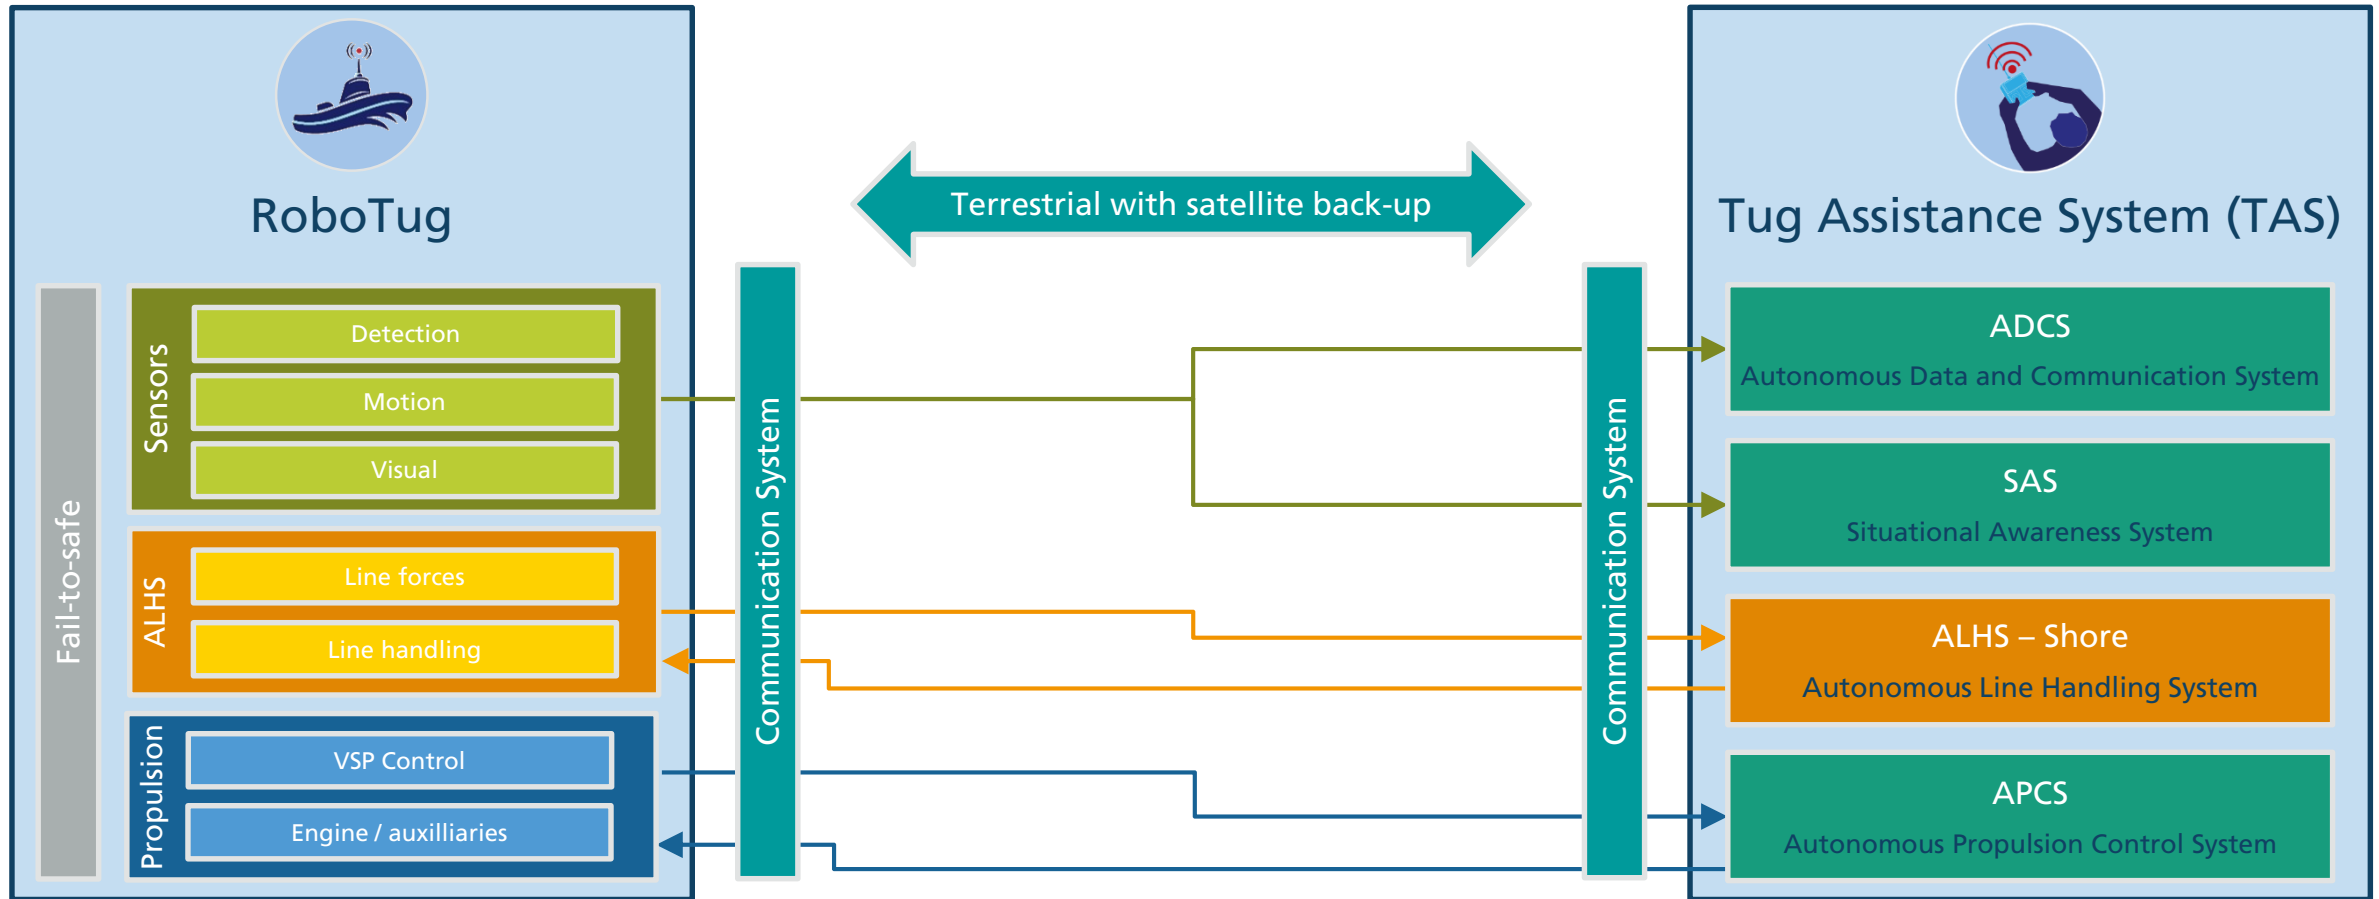 RoboTug
Fail-to-safe
Sensors
Detection
Motion
Visual
ALHS
Line forces
Line handling
Propulsion
VSP Control
Engine / auxilliaries
Communication System
Terrestrial with satellite back-up
Communication System
Tug Assistance System (TAS)
ADCS
Autonomous Data and Communication System
SAS
Situational Awareness System
ALHS – Shore
Autonomous Line Handling System
APCS
Autonomous Propulsion Control System